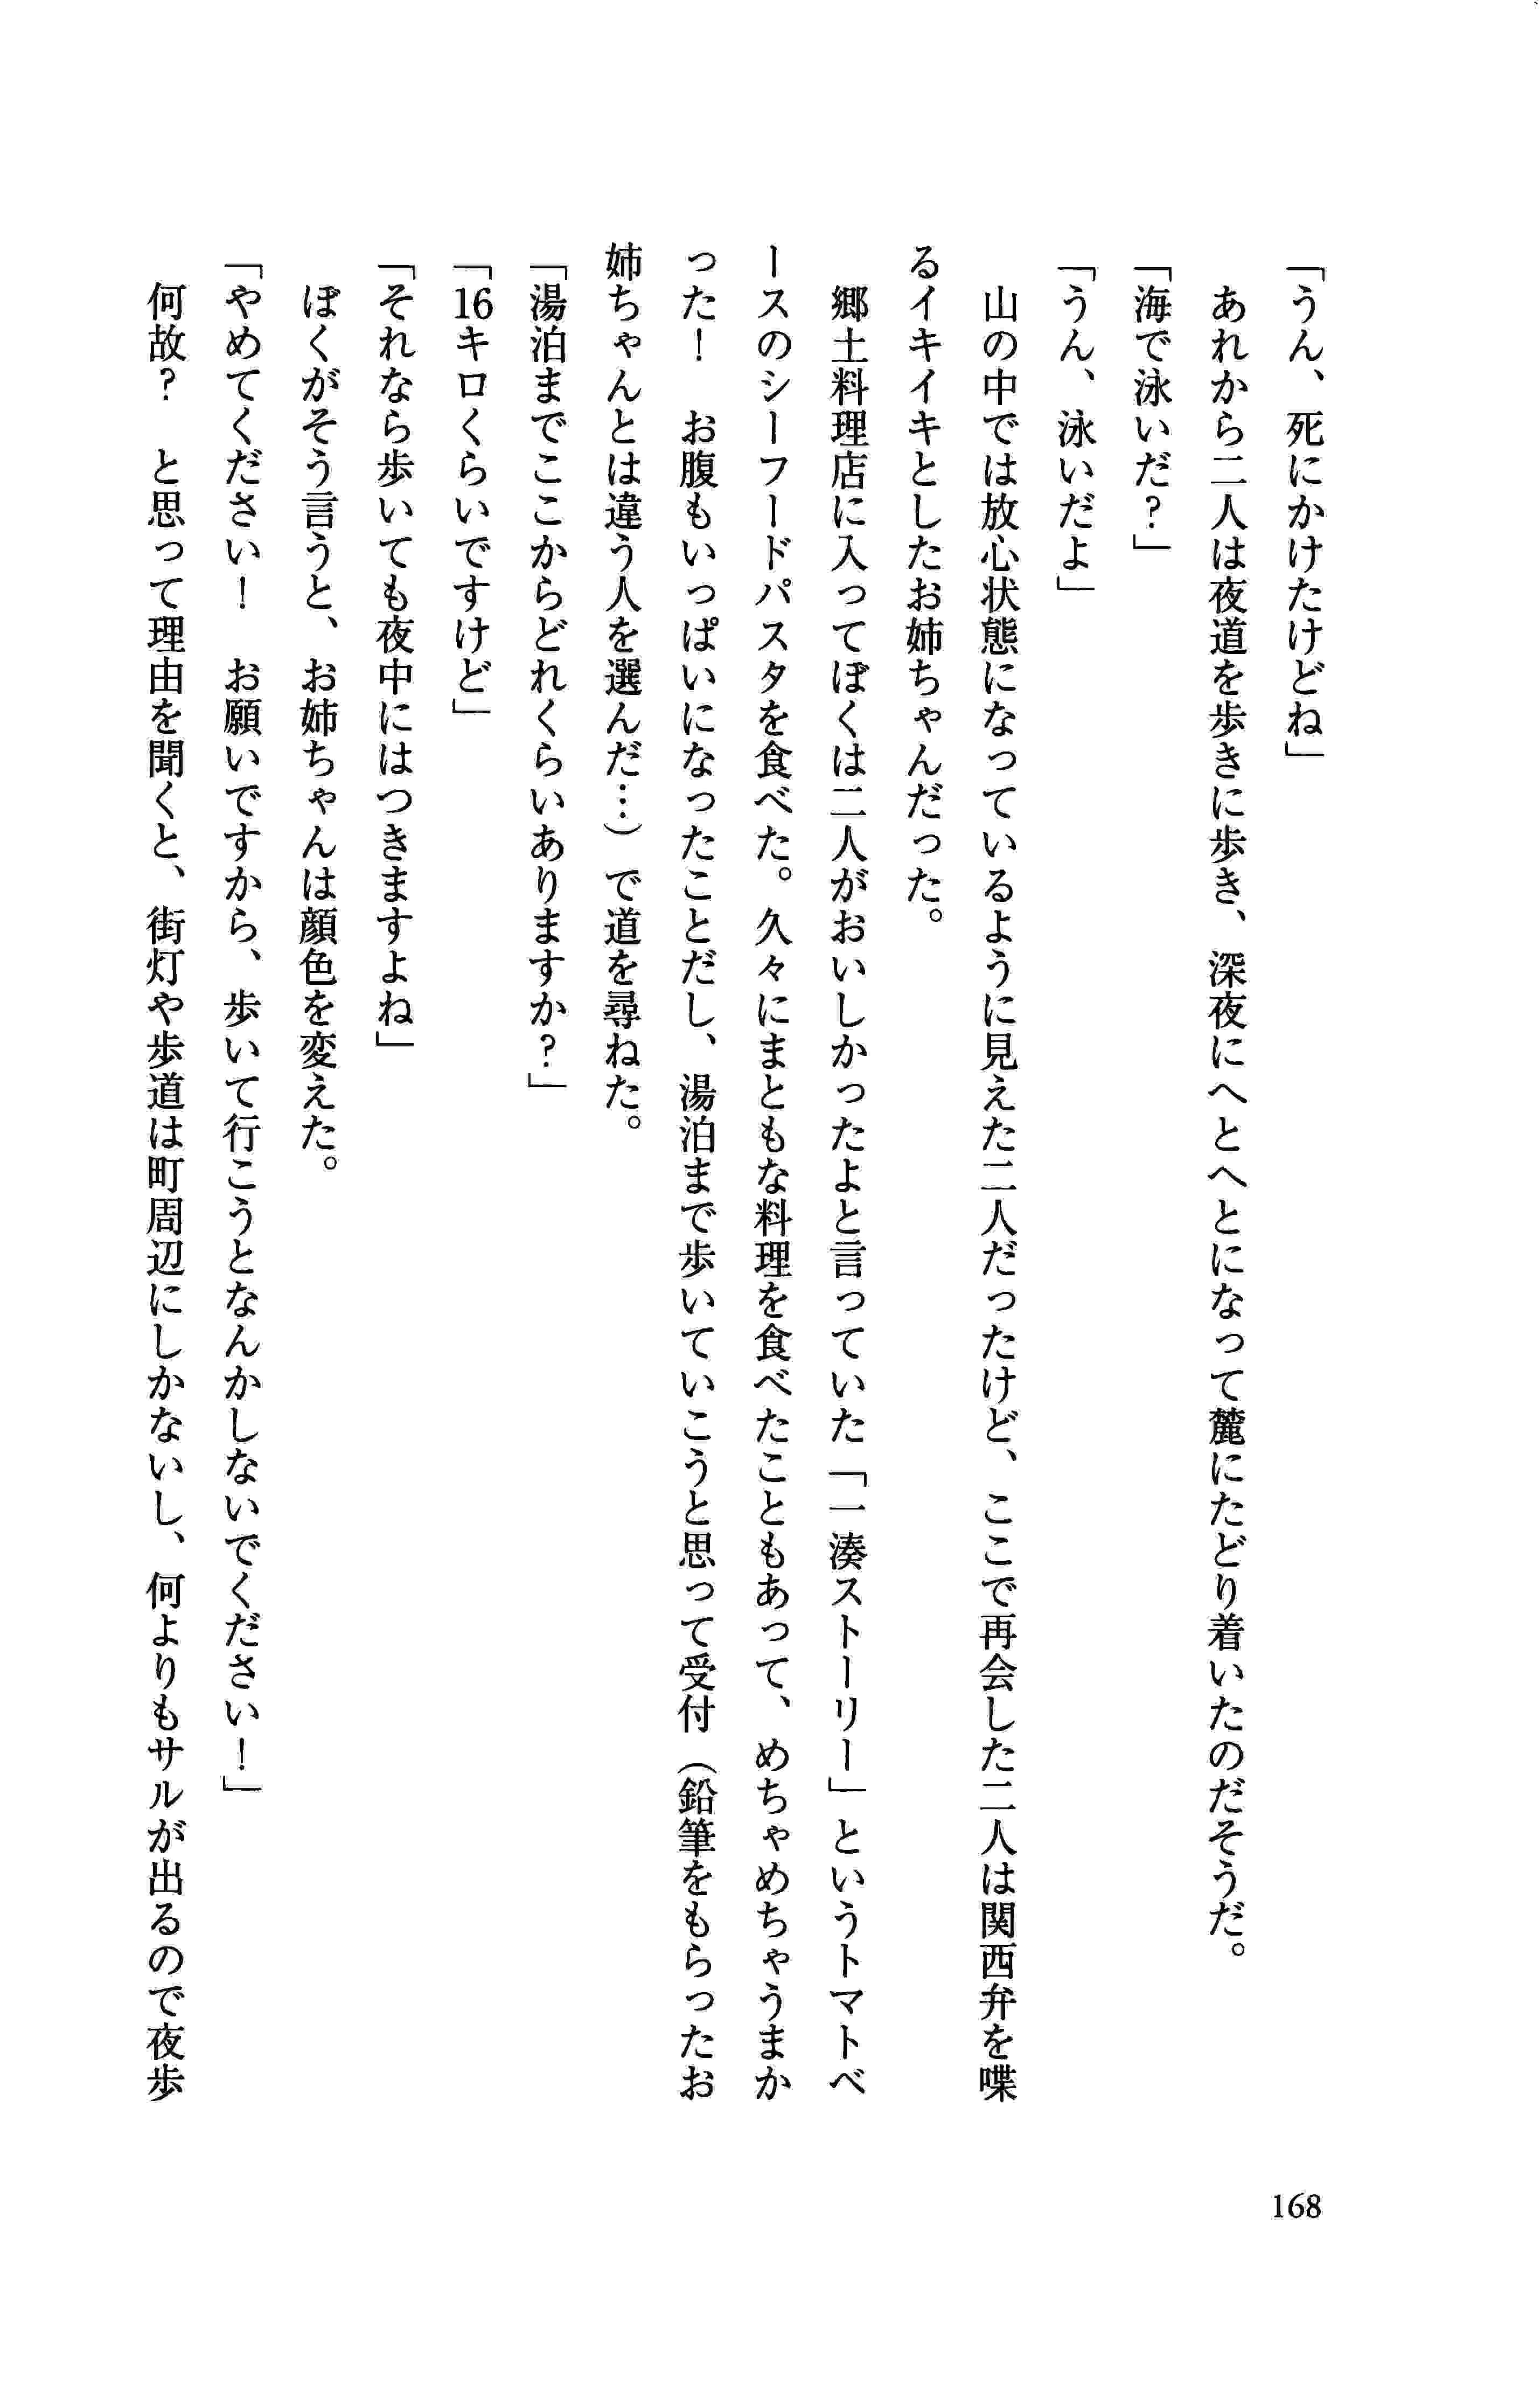 「うん、死にかけたけどね」
　あれから二人は夜道を歩きに歩き、深夜にへとへとになって麓にたどり着いたのだそうだ。
「海で泳いだ？」
「うん、泳いだよ」
　山の中では放心状態になっているように見えた二人だったけど、ここで再会した二人は関西弁を喋
るイキイキとしたお姉ちゃんだった。
　郷土料理店に入ってぼくは二人がおいしかったよと言っていた「一湊ストーリー」というトマトベ
ースのシーフードパスタを食べた。久々にまともな料理を食べたこともあって、めちゃめちゃうまか
った！　お腹もいっぱいになったことだし、湯泊まで歩いていこうと思って受付（鉛筆をもらったお
姉ちゃんとは違う人を選んだ…）で道を尋ねた。
「湯泊までここからどれくらいありますか？」
「16キロくらいですけど」
「それなら歩いても夜中にはつきますよね」
　ぼくがそう言うと、お姉ちゃんは顔色を変えた。
「やめてください！　お願いですから、歩いて行こうとなんかしないでください！」
　何故？　と思って理由を聞くと、街灯や歩道は町周辺にしかないし、何よりもサルが出るので夜歩
168